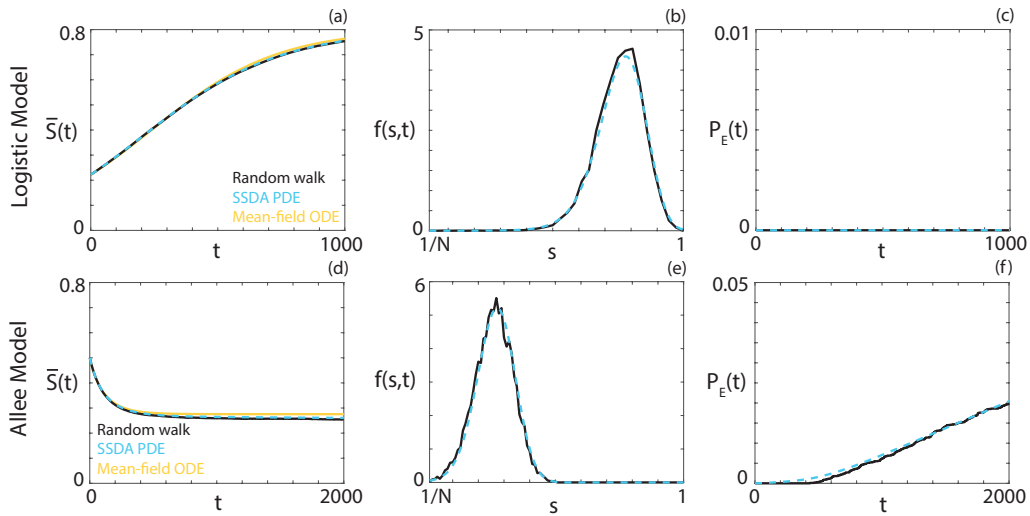 (a)
(b)
(c)
Logistic Model
0.8
S̄(t)
0
0
t
1000
Random walk
SSDA PDE
Mean-field ODE
5
f(s,t)
0
1/N
s
1
0.01
P_E(t)
0
0
t
1000
(d)
(e)
(f)
Allee Model
0.8
S̄(t)
0
0
t
2000
Random walk
SSDA PDE
Mean-field ODE
6
f(s,t)
0
1/N
s
1
0.05
P_E(t)
0
0
t
2000